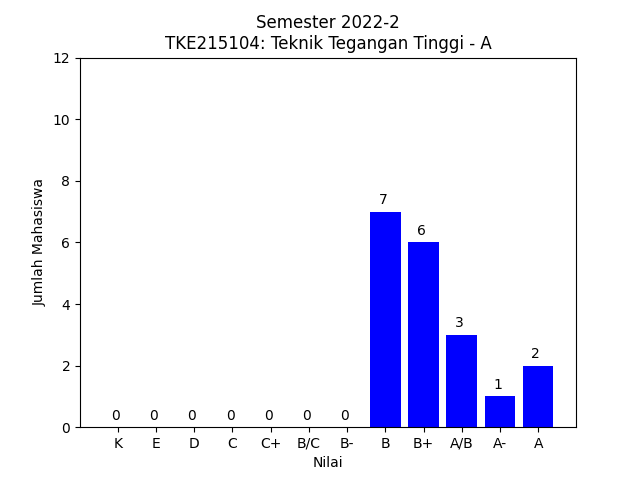 Semester 2022-2
TKE215104: Teknik Tegangan Tinggi - A
12
10
8
6
4
2
0
Jumlah Mahasiswa
0 0 0 0 0 0 0 7 6 3 1 2
K E D C C+ B/C B- B B+ A/B A- A
Nilai